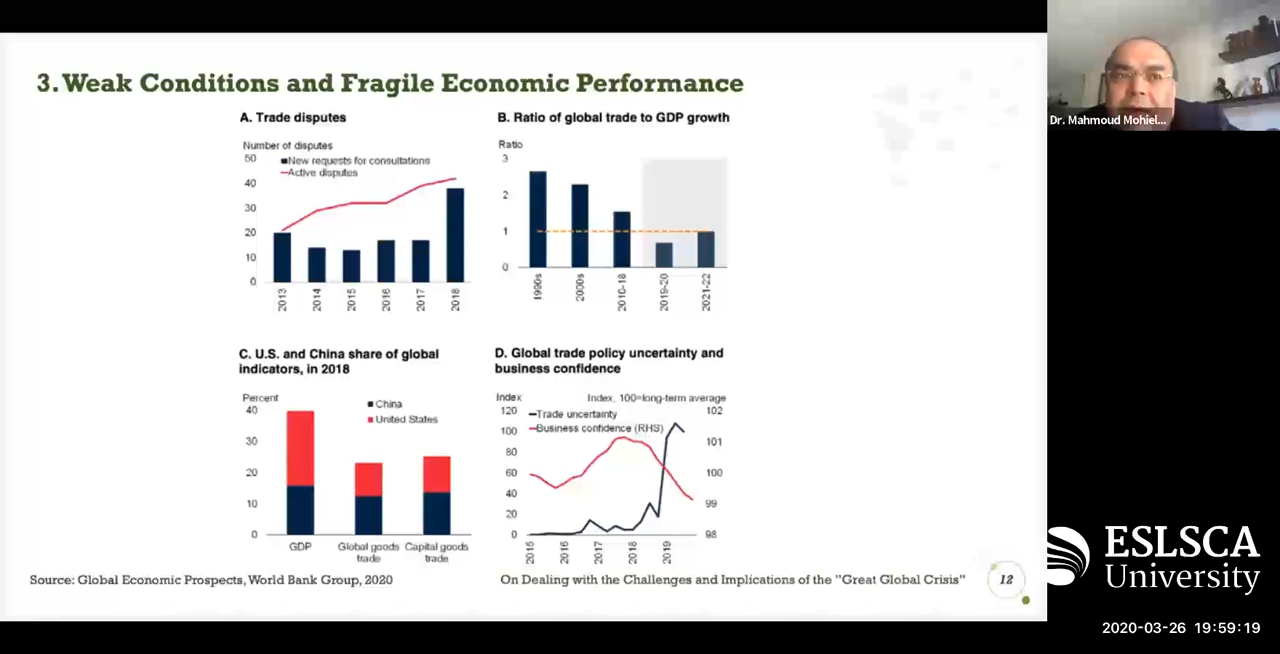 3. Weak Conditions and Fragile Economic Performance
A. Trade disputes
Number of disputes
50
40
30
20
10
0
New requests for consultations
Active disputes
2013
2014
2015
2016
2017
2018
B. Ratio of global trade to GDP growth
Ratio
3
2
1
0
1990s
2000s
2010-18
2019-20
2021-22
C. U.S. and China share of global
indicators, in 2018
Percent
40
30
20
10
0
China
United States
GDP
Global goods
trade
Capital goods
trade
D. Global trade policy uncertainty and
business confidence
Index
Index, 100=long-term average
120
100
80
60
40
20
0
Trade uncertainty
Business confidence (RHS)
102
101
100
99
98
2015
2016
2017
2018
2019
Source: Global Economic Prospects, World Bank Group, 2020
On Dealing with the Challenges and Implications of the "Great Global Crisis"
12
Dr. Mahmoud Mohiel...
ESLSCA
University
2020-03-26 19:59:19